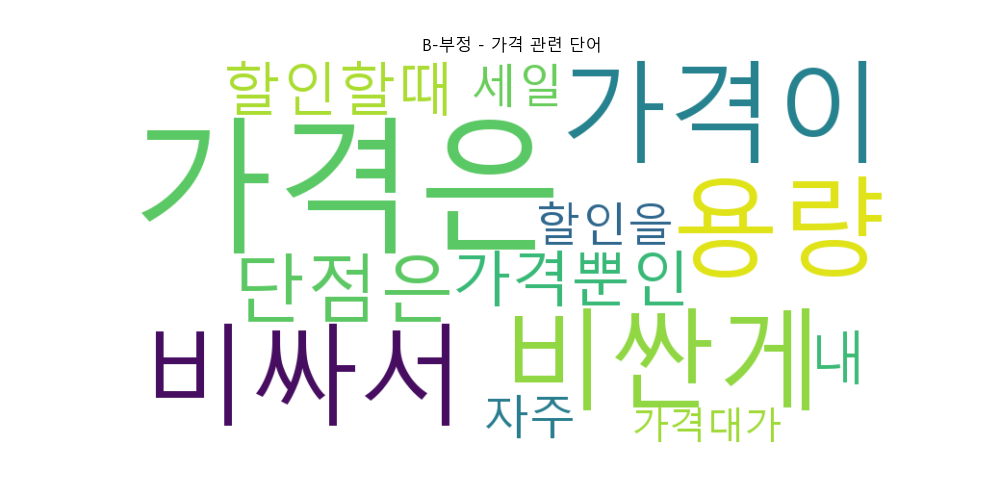 B-부정 - 가격 관련 단어
할인할때 세일 가격이
가격은
할인을 용량
단점은 가격뿐인
비싸서 비싼게 내
자주 가격대가